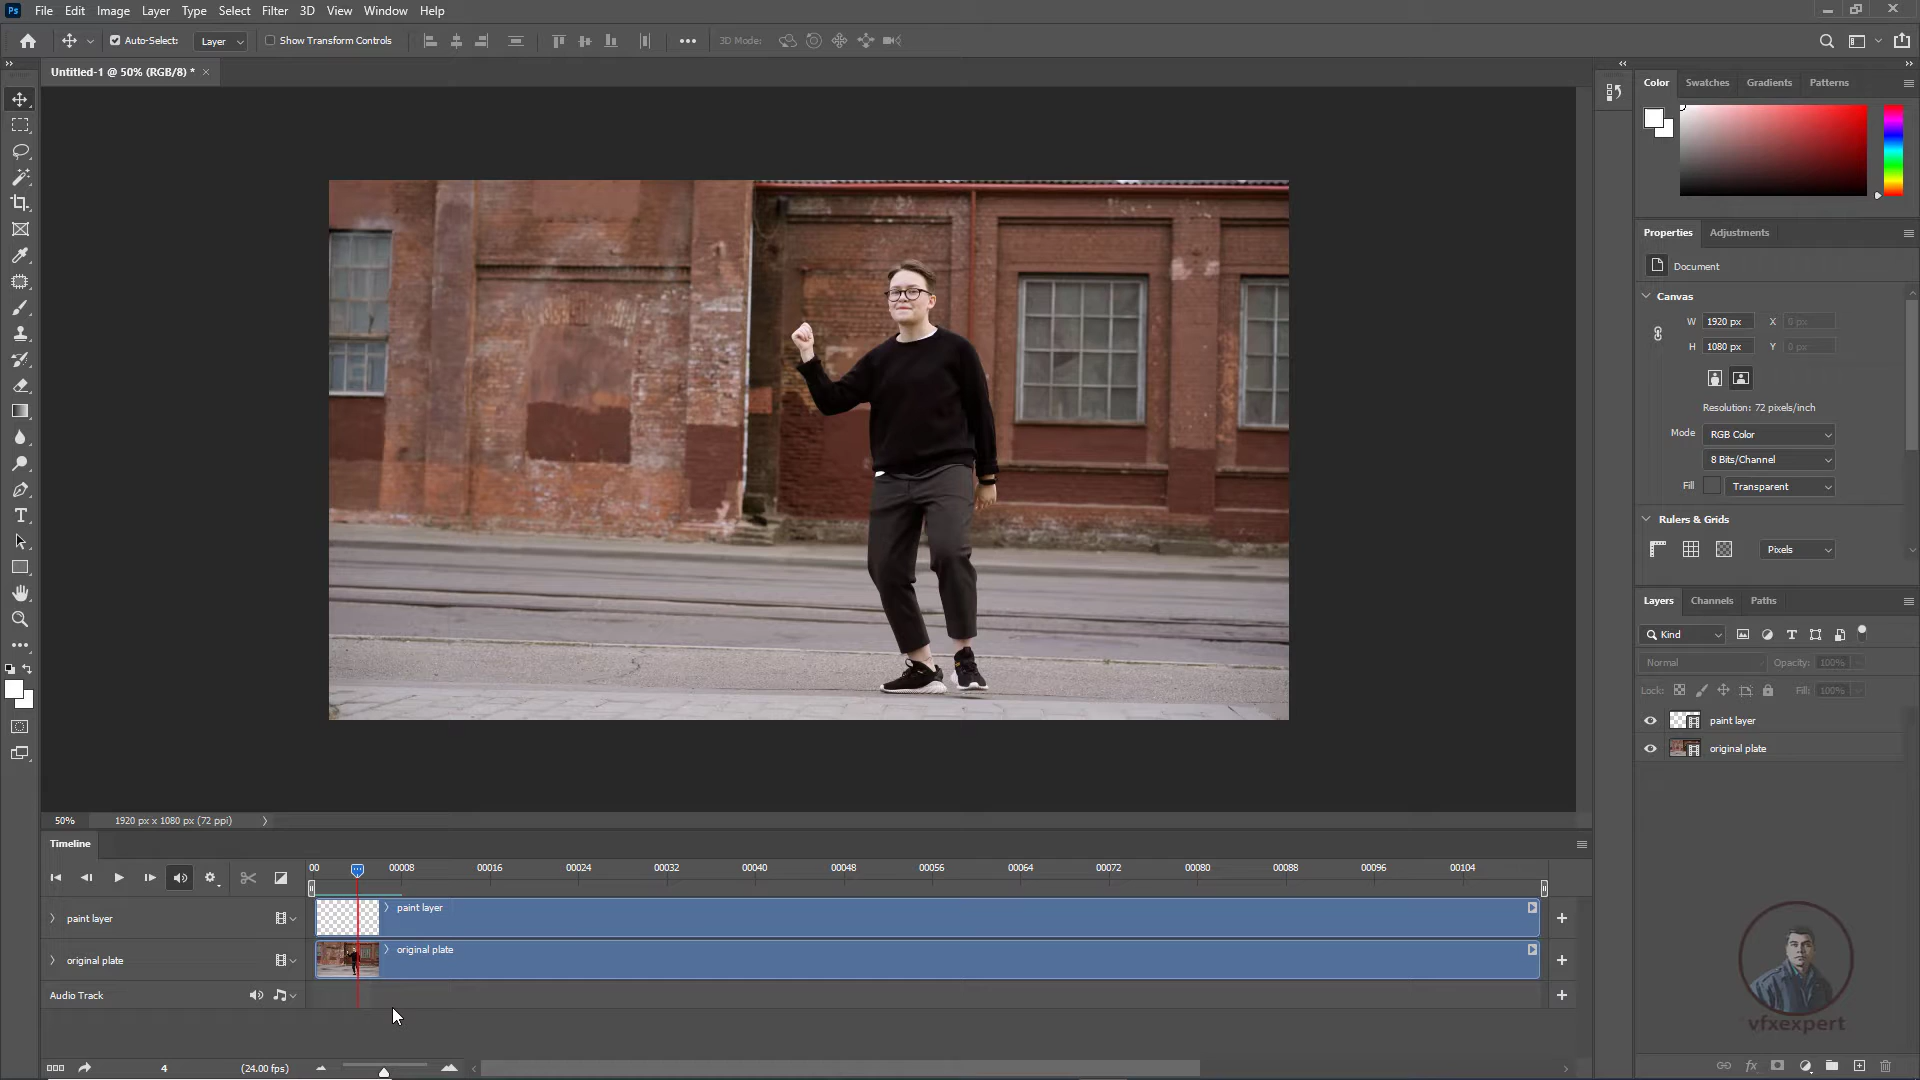 Ps File Edit Image Layer Type Select Filter 3D View Window Help
Auto-Select: Layer Show Transform Controls 3D Mode:
Untitled-1 @ 50% (RGB/8) * ×
Color Swatches Gradients Patterns
Properties Adjustments
Document
Canvas
W 1920 px X 0 px
H 1080 px Y 0 px
Resolution: 72 pixels/inch
Mode RGB Color
8 Bits/Channel
Fill Transparent
Rulers & Grids
Pixels
Layers Channels Paths
Kind
Normal Opacity: 100%
Lock: Fill: 100%
paint layer
original plate
50% 1920 px x 1080 px (72 ppi)
Timeline
00 00008 00016 00024 00032 00040 00048 00056 00064 00072 00080 00088 00096 00104
paint layer paint layer
original plate original plate
Audio Track
4 (24.00 fps)
vfxexpert